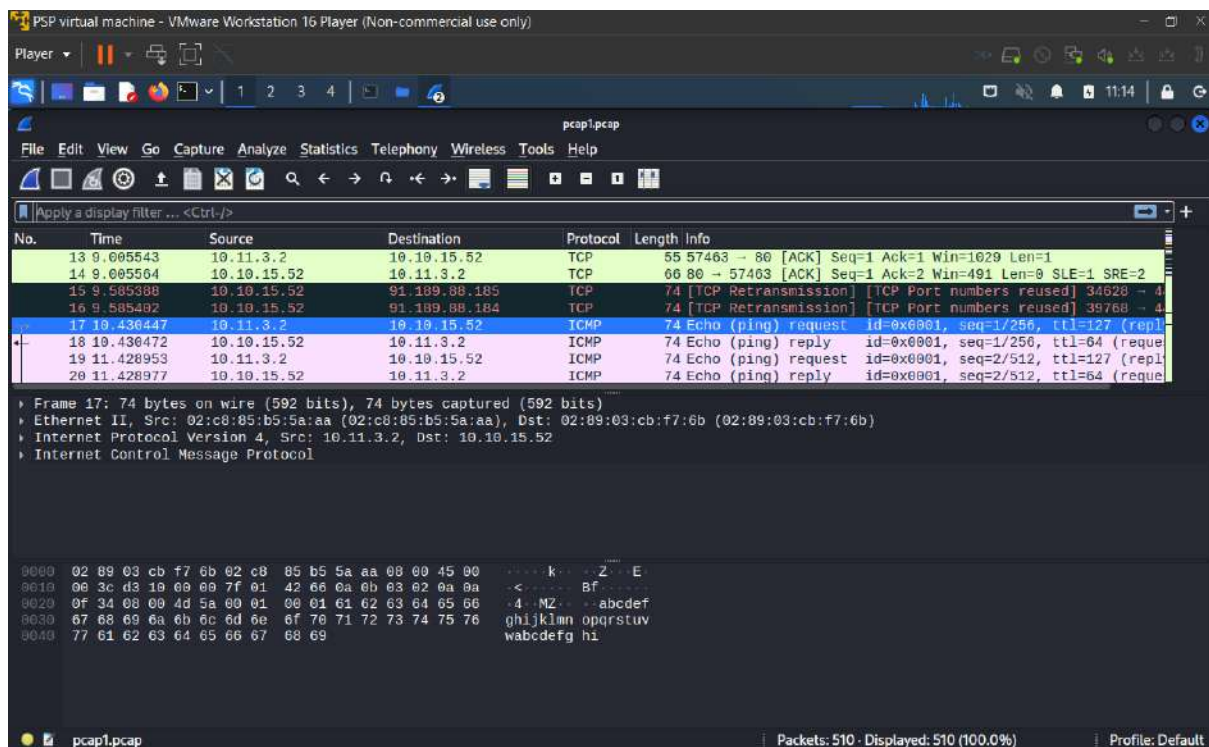 PSP virtual machine - VMware Workstation 16 Player (Non-commercial use only)
Player
1 2 3 4
11:14
pcap1.pcap
File Edit View Go Capture Analyze Statistics Telephony Wireless Tools Help
Apply a display filter ... <Ctrl-/>
No. Time Source Destination Protocol Length Info
13 9.005543 10.11.3.2 10.10.15.52 TCP 55 57463 → 80 [ACK] Seq=1 Ack=1 Win=1029 Len=1
14 9.005564 10.10.15.52 10.11.3.2 TCP 66 80 → 57463 [ACK] Seq=1 Ack=2 Win=491 Len=0 SLE=1 SRE=2
15 9.585388 10.10.15.52 91.189.88.185 TCP 74 [TCP Retransmission] [TCP Port numbers reused] 34628 → 4
16 9.585402 10.10.15.52 91.189.88.184 TCP 74 [TCP Retransmission] [TCP Port numbers reused] 39768 → 4
17 10.430447 10.11.3.2 10.10.15.52 ICMP 74 Echo (ping) request id=0x0001, seq=1/256, ttl=127 (repl
18 10.430472 10.10.15.52 10.11.3.2 ICMP 74 Echo (ping) reply id=0x0001, seq=1/256, ttl=64 (reque
19 11.428953 10.11.3.2 10.10.15.52 ICMP 74 Echo (ping) request id=0x0001, seq=2/512, ttl=127 (repl
20 11.428977 10.10.15.52 10.11.3.2 ICMP 74 Echo (ping) reply id=0x0001, seq=2/512, ttl=64 (reque
Frame 17: 74 bytes on wire (592 bits), 74 bytes captured (592 bits)
Ethernet II, Src: 02:c8:85:b5:5a:aa (02:c8:85:b5:5a:aa), Dst: 02:89:03:cb:f7:6b (02:89:03:cb:f7:6b)
Internet Protocol Version 4, Src: 10.11.3.2, Dst: 10.10.15.52
Internet Control Message Protocol
0000 02 89 03 cb f7 6b 02 c8 85 b5 5a aa 08 00 45 00 ·····k·· ··Z···E·
0010 00 3c d3 10 00 00 7f 01 42 66 0a 0b 03 02 0a 0a ·<······ Bf······
0020 0f 34 08 00 4d 5a 00 01 00 01 61 62 63 64 65 66 ·4··MZ·· ··abcdef
0030 67 68 69 6a 6b 6c 6d 6e 6f 70 71 72 73 74 75 76 ghijklmn opqrstuv
0040 77 61 62 63 64 65 66 67 68 69 wabcdefg hi
pcap1.pcap Packets: 510 · Displayed: 510 (100.0%) Profile: Default